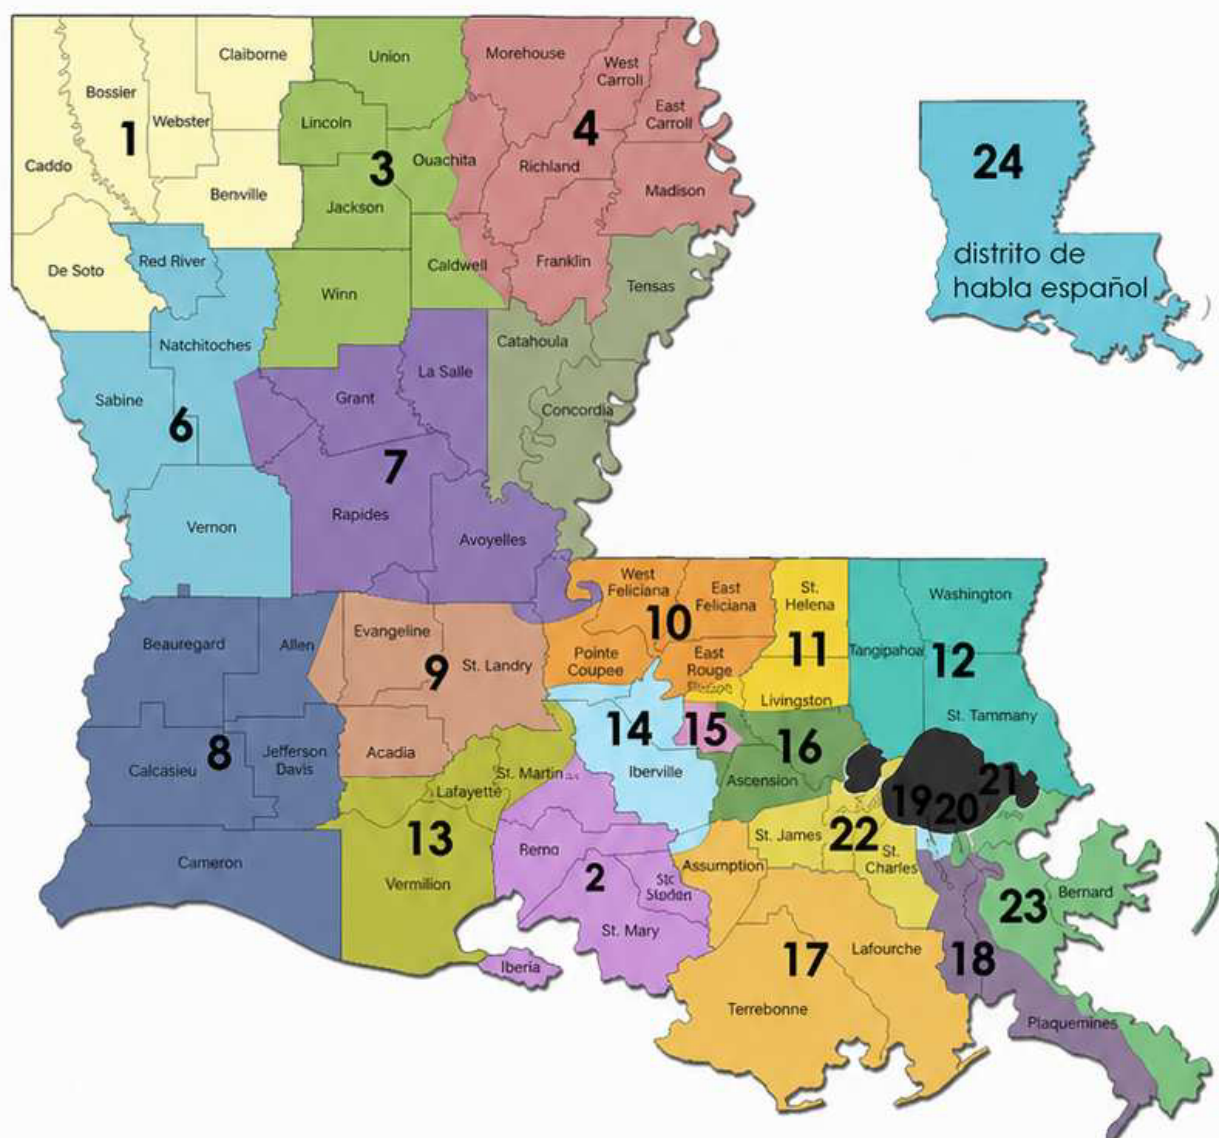 Claiborne
Union
Morehouse
West
Carroll
Bossier
Webster
1
Lincoln
East
Carroll
4
Caddo
3
Ouachita
Richland
24
Benville
Jackson
Madison
De Soto
Red River
Caldwell
Franklin
distrito de
habla español
Winn
Tensas
Natchitoches
Catahoula
Sabine
La Salle
6
Grant
Concordia
7
Vernon
Rapides
Avoyelles
West
Feliciana
East
Feliciana
St.
Helena
Washington
10
Beauregard
Allen
Evangeline
9
St. Landry
Pointe
Coupee
East
Rouge
11
Tangipahoa
12
Livingston
St. Tammany
8
Calcasieu
Jefferson
Davis
Acadia
14
15
16
St. Martin
Iberville
Ascension
Lafayette
19
20
21
13
St. James
22
St.
Charles
Cameron
Vermilion
Remo
2
Assumption
23
Bernard
St. Mary
Iberia
17
Lafourche
18
Terrebonne
Plaquemines